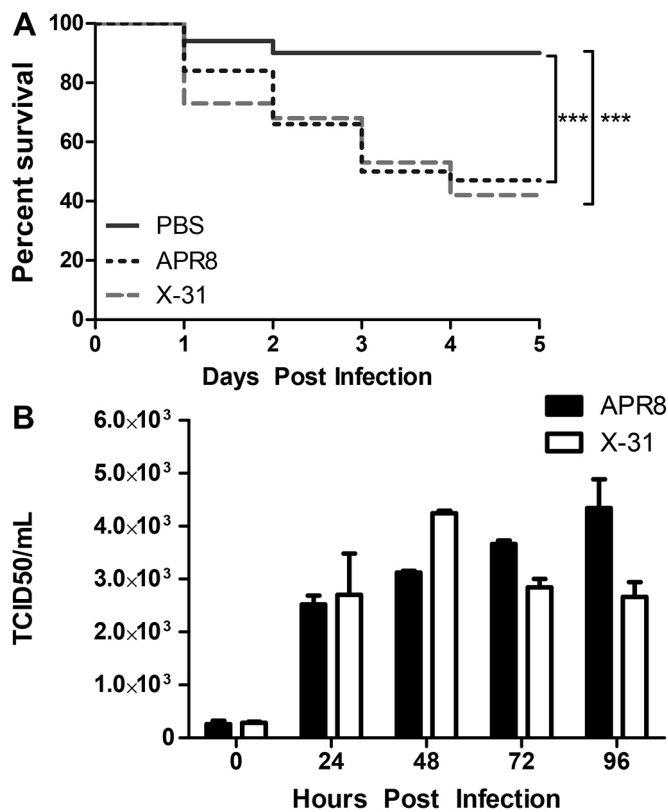 A
100
80
60
40
20
0
Percent survival
PBS
APR8
X-31
*** ***
0 1 2 3 4 5
Days Post Infection
B
APR8
X-31
6.0×10³
5.0×10³
4.0×10³
3.0×10³
2.0×10³
1.0×10³
0
TCID50/mL
0 24 48 72 96
Hours Post Infection